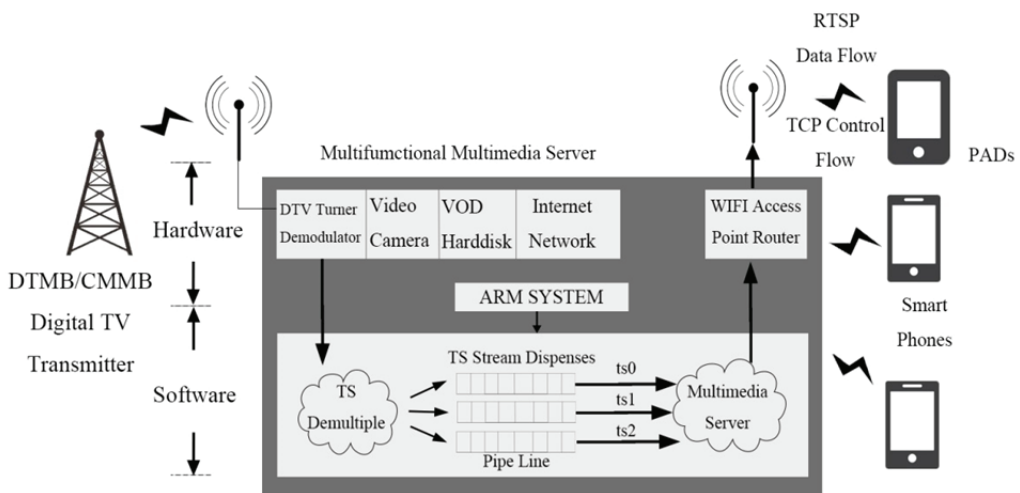 RTSP
Data Flow
TCP Control
Flow
PADs
Multifumctional Multimedia Server
DTV Turner
Demodulator
Video
Camera
VOD
Harddisk
Internet
Network
WIFI Access
Point Router
Hardware
DTMB/CMMB
Digital TV
Transmitter
ARM SYSTEM
Smart
Phones
Software
TS Stream Dispenses
TS
Demultiple
ts0
ts1
ts2
Multimedia
Server
Pipe Line